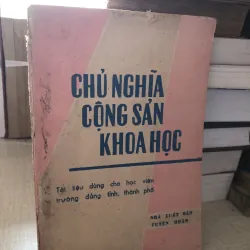 CHỦ NGHĨA
CỘNG SẢN
KHOA HỌC
Tài liệu dùng cho học viên
trường đảng tỉnh, thành phố
NHÀ XUẤT BẢN
TUYÊN HUẤN